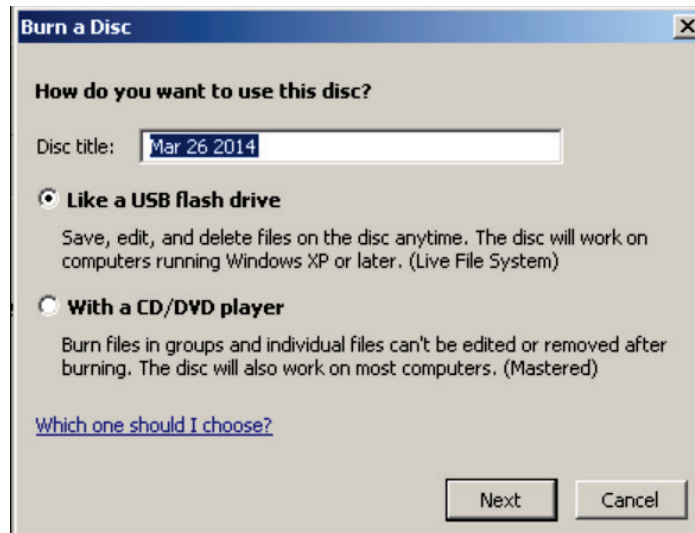 Burn a Disc
How do you want to use this disc?
Disc title: Mar 26 2014
Like a USB flash drive
Save, edit, and delete files on the disc anytime. The disc will work on
computers running Windows XP or later. (Live File System)
With a CD/DVD player
Burn files in groups and individual files can't be edited or removed after
burning. The disc will also work on most computers. (Mastered)
Which one should I choose?
Next Cancel